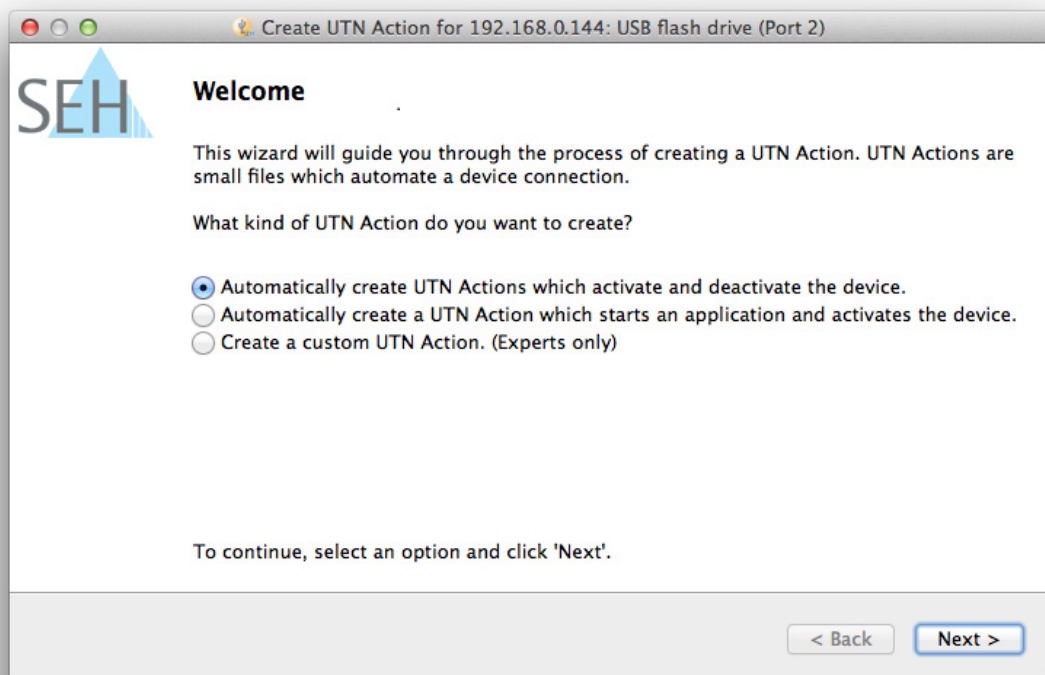 Create UTN Action for 192.168.0.144: USB flash drive (Port 2)
SEH
Welcome
This wizard will guide you through the process of creating a UTN Action. UTN Actions are
small files which automate a device connection.
What kind of UTN Action do you want to create?
Automatically create UTN Actions which activate and deactivate the device.
Automatically create a UTN Action which starts an application and activates the device.
Create a custom UTN Action. (Experts only)
To continue, select an option and click 'Next'.
< Back
Next >